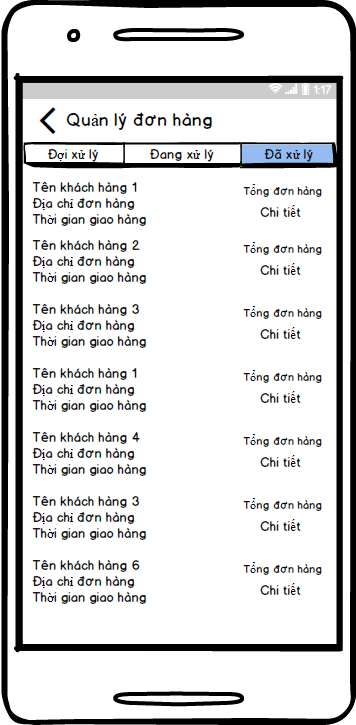 1:17
Quản lý đơn hàng
Đợi xử lý Đang xử lý Đã xử lý
Tên khách hàng 1 Tổng đơn hàng
Địa chỉ đơn hàng
Chi tiết
Thời gian giao hàng
Tên khách hàng 2 Tổng đơn hàng
Địa chỉ đơn hàng
Chi tiết
Thời gian giao hàng
Tên khách hàng 3 Tổng đơn hàng
Địa chỉ đơn hàng
Chi tiết
Thời gian giao hàng
Tên khách hàng 1 Tổng đơn hàng
Địa chỉ đơn hàng
Chi tiết
Thời gian giao hàng
Tên khách hàng 4 Tổng đơn hàng
Địa chỉ đơn hàng
Chi tiết
Thời gian giao hàng
Tên khách hàng 3 Tổng đơn hàng
Địa chỉ đơn hàng
Chi tiết
Thời gian giao hàng
Tên khách hàng 6 Tổng đơn hàng
Địa chỉ đơn hàng
Chi tiết
Thời gian giao hàng